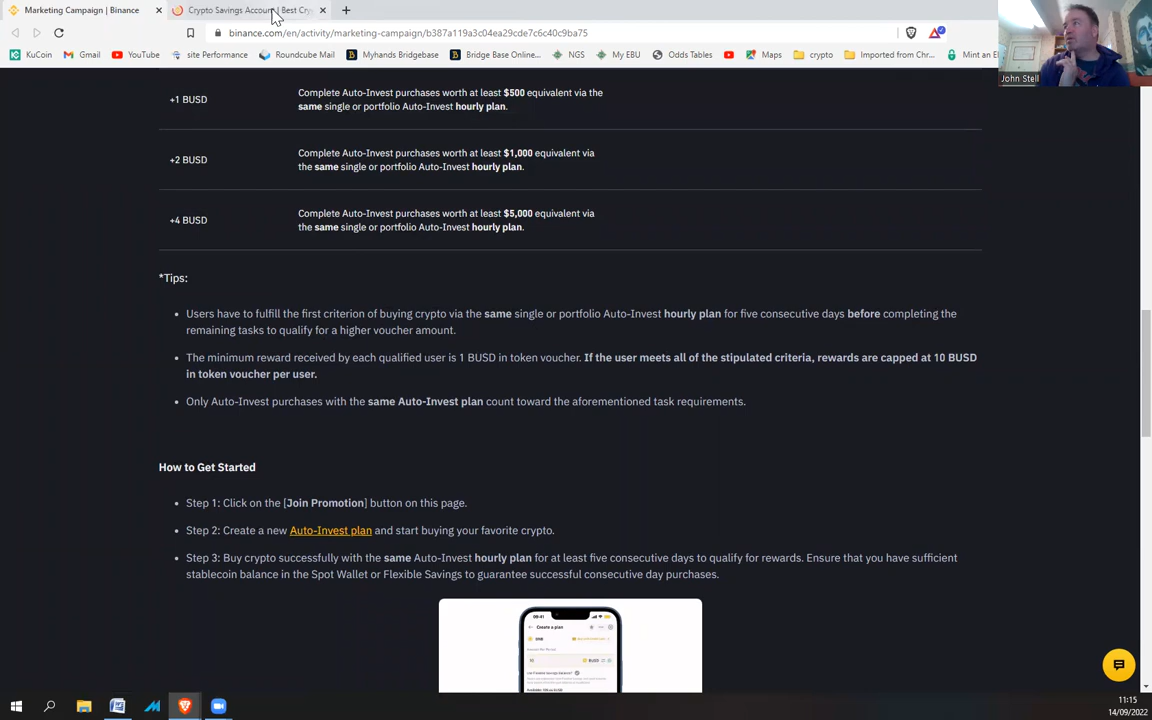 Marketing Campaign | Binance
Crypto Savings Account | Best Cry
binance.com/en/activity/marketing-campaign/b387a119a3c04ea29cde7c6c40c9ba75
KuCoin
Gmail
YouTube
site Performance
Roundcube Mail
Myhands Bridgebase
Bridge Base Online...
NGS
My EBU
Odds Tables
Maps
crypto
Imported from Chr...
Mint an E
John Stell
+1 BUSD
Complete Auto-Invest purchases worth at least $500 equivalent via the
same single or portfolio Auto-Invest hourly plan.
+2 BUSD
Complete Auto-Invest purchases worth at least $1,000 equivalent via
the same single or portfolio Auto-Invest hourly plan.
+4 BUSD
Complete Auto-Invest purchases worth at least $5,000 equivalent via
the same single or portfolio Auto-Invest hourly plan.
*Tips:
• Users have to fulfill the first criterion of buying crypto via the same single or portfolio Auto-Invest hourly plan for five consecutive days before completing the
remaining tasks to qualify for a higher voucher amount.
• The minimum reward received by each qualified user is 1 BUSD in token voucher. If the user meets all of the stipulated criteria, rewards are capped at 10 BUSD
in token voucher per user.
• Only Auto-Invest purchases with the same Auto-Invest plan count toward the aforementioned task requirements.
How to Get Started
• Step 1: Click on the [Join Promotion] button on this page.
• Step 2: Create a new Auto-Invest plan and start buying your favorite crypto.
• Step 3: Buy crypto successfully with the same Auto-Invest hourly plan for at least five consecutive days to qualify for rewards. Ensure that you have sufficient
stablecoin balance in the Spot Wallet or Flexible Savings to guarantee successful consecutive day purchases.
09:41
Create a plan
BUSD
11:15
14/09/2022